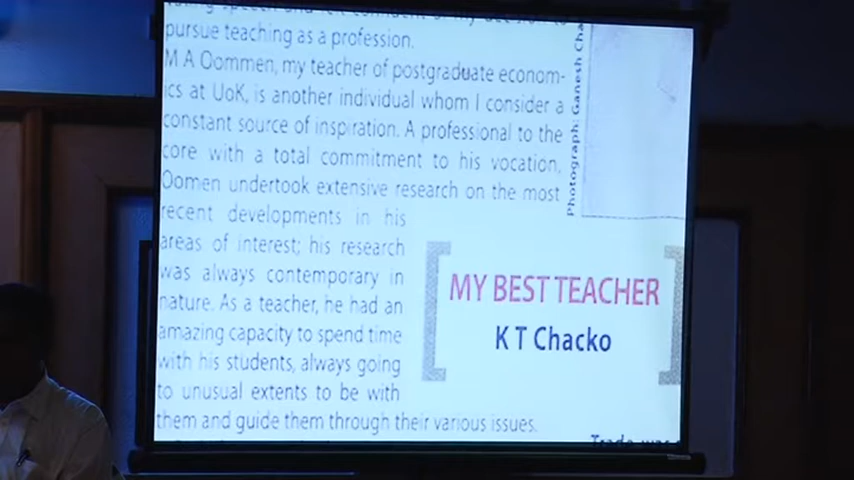 pursue teaching as a profession.
M A Oommen, my teacher of postgraduate econom-
ics at UoK, is another individual whom I consider a
constant source of inspiration. A professional to the
core with a total commitment to his vocation,
Oomen undertook extensive research on the most
recent developments in his
areas of interest; his research
was always contemporary in
nature. As a teacher, he had an
amazing capacity to spend time
with his students, always going
to unusual extents to be with
them and guide them through their various issues.
Photograph: Ganesh Cha
MY BEST TEACHER
K T Chacko